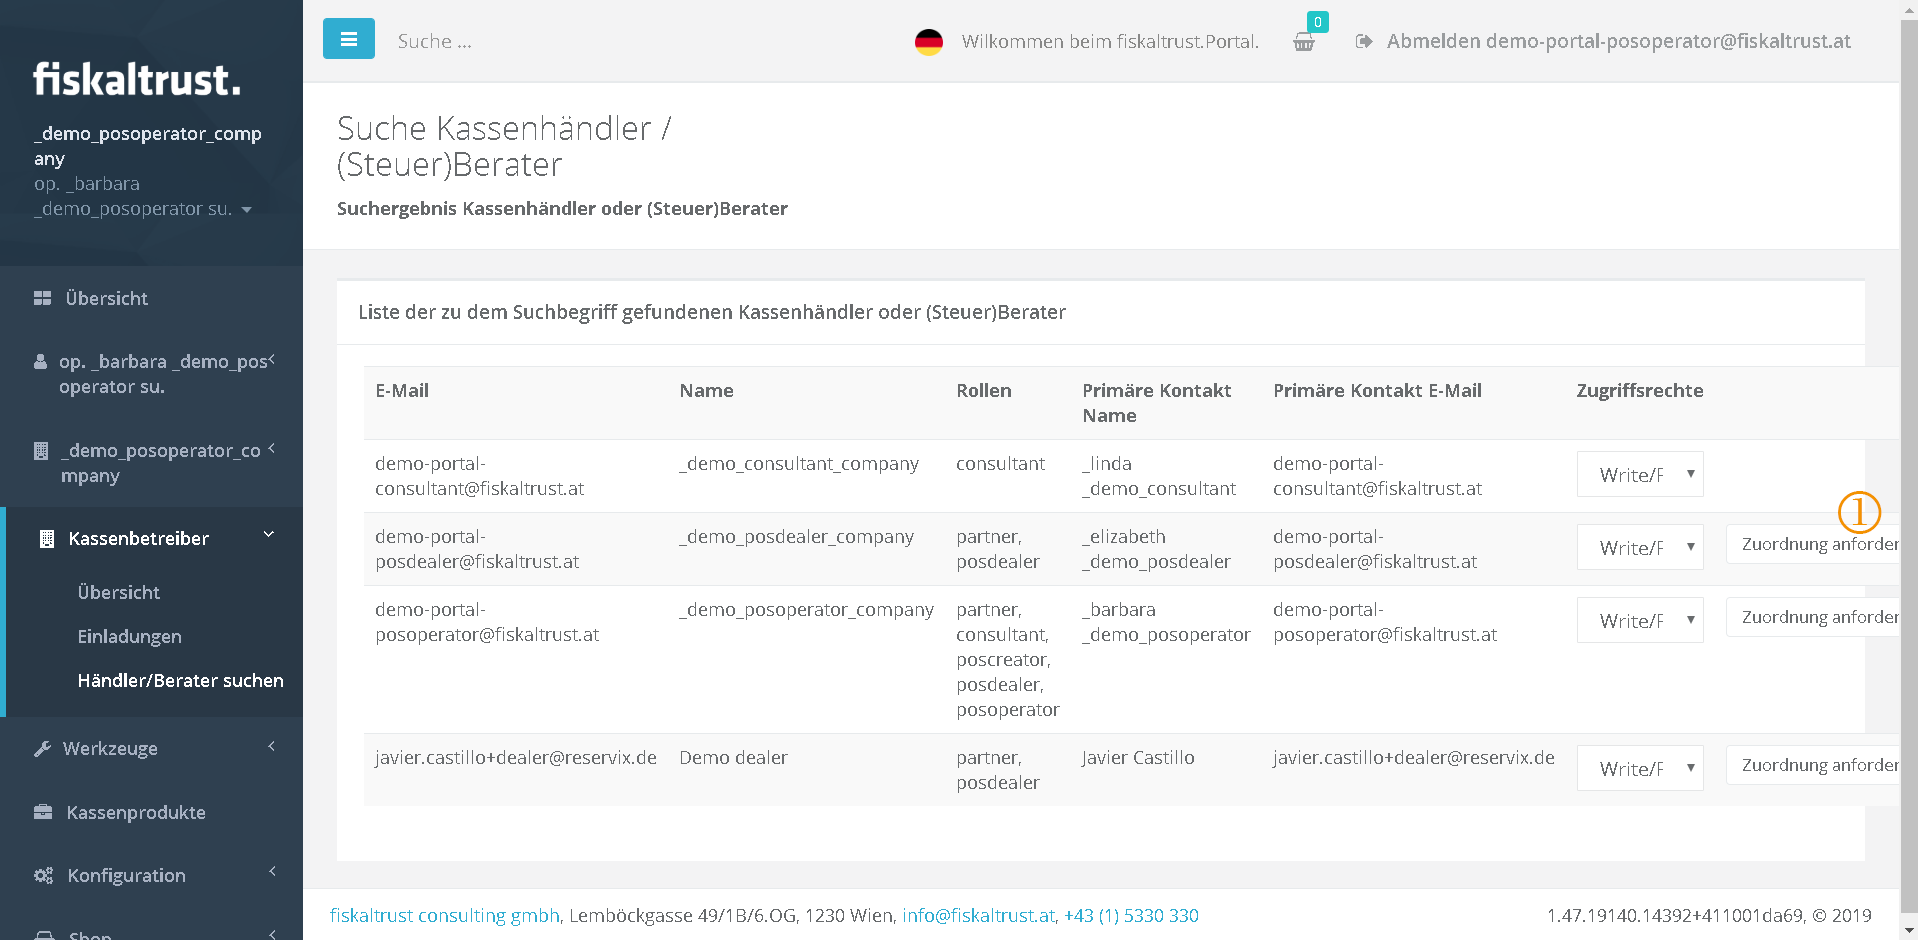 fiskaltrust.
_demo_posoperator_comp
any
op. _barbara
_demo_posoperator su.
Übersicht
op. _barbara _demo_pos
operator su.
_demo_posoperator_co
mpany
Kassenbetreiber
Übersicht
Einladungen
Händler/Berater suchen
Werkzeuge
Kassenprodukte
Konfiguration
Shop
Suche ...
Wilkommen beim fiskaltrust.Portal.
0
Abmelden demo-portal-posoperator@fiskaltrust.at
Suche Kassenhändler /
(Steuer)Berater
Suchergebnis Kassenhändler oder (Steuer)Berater
Liste der zu dem Suchbegriff gefundenen Kassenhändler oder (Steuer)Berater
E-Mail Name Rollen Primäre Kontakt Primäre Kontakt E-Mail Zugriffsrechte
Name
demo-portal- _demo_consultant_company consultant _linda demo-portal- Write/F
consultant@fiskaltrust.at _demo_consultant consultant@fiskaltrust.at
1
demo-portal- _demo_posdealer_company partner, _elizabeth demo-portal- Write/F Zuordnung anforder
posdealer@fiskaltrust.at posdealer _demo_posdealer posdealer@fiskaltrust.at
demo-portal- _demo_posoperator_company partner, _barbara demo-portal- Write/F Zuordnung anforder
posoperator@fiskaltrust.at consultant, _demo_posoperator posoperator@fiskaltrust.at
poscreator,
posdealer,
posoperator
javier.castillo+dealer@reservix.de Demo dealer partner, Javier Castillo javier.castillo+dealer@reservix.de Write/F Zuordnung anforder
posdealer
fiskaltrust consulting gmbh, Lemböckgasse 49/1B/6.OG, 1230 Wien, info@fiskaltrust.at, +43 (1) 5330 330
1.47.19140.14392+411001da69, © 2019